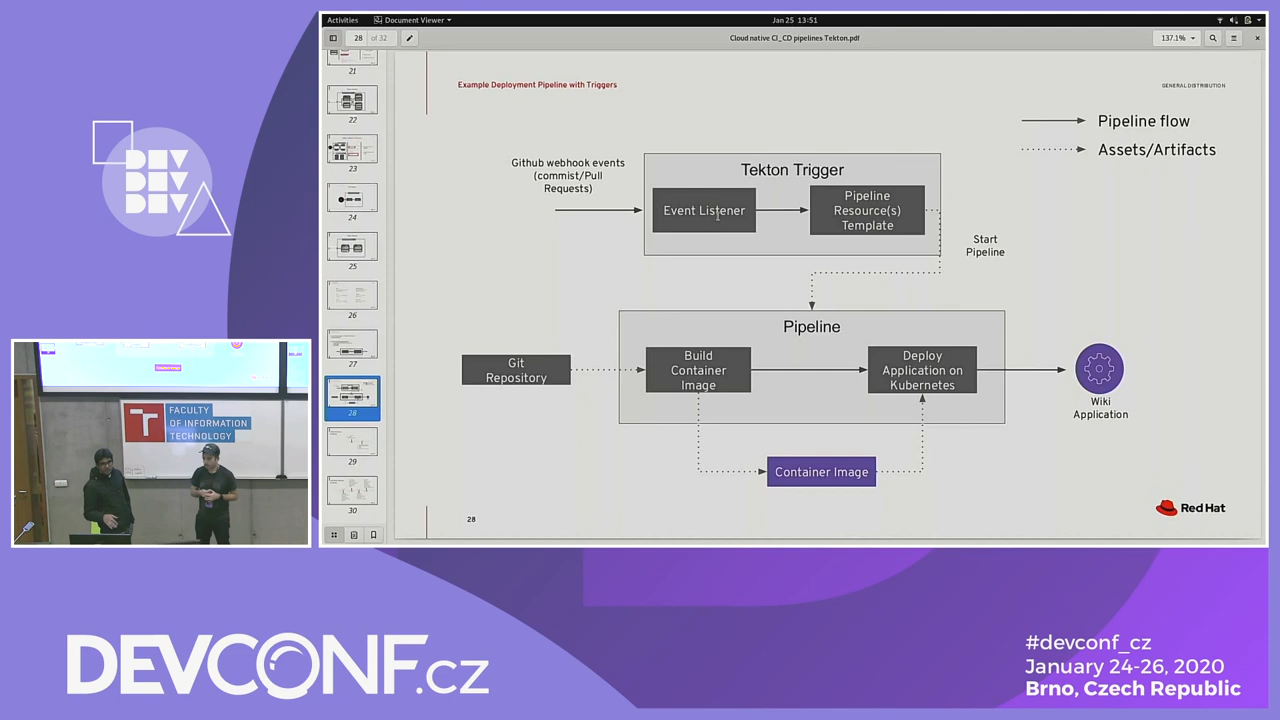 Activities
Document Viewer
Jan 25 13:51
28 of 32
Cloud native CI_CD pipelines Tekton.pdf
137.1%
21
22
23
24
25
26
27
28
29
30
Example Deployment Pipeline with Triggers
GENERAL DISTRIBUTION
Pipeline flow
Assets/Artifacts
Github webhook events
(commist/Pull
Requests)
Tekton Trigger
Event Listener
Pipeline
Resource(s)
Template
Start
Pipeline
Pipeline
Git
Repository
Build
Container
Image
Deploy
Application on
Kubernetes
Wiki
Application
Container Image
28
Red Hat
DEV
DEV
DEV
FACULTY
OF INFORMATION
TECHNOLOGY
DEVCONF.cz
#devconf_cz
January 24-26, 2020
Brno, Czech Republic